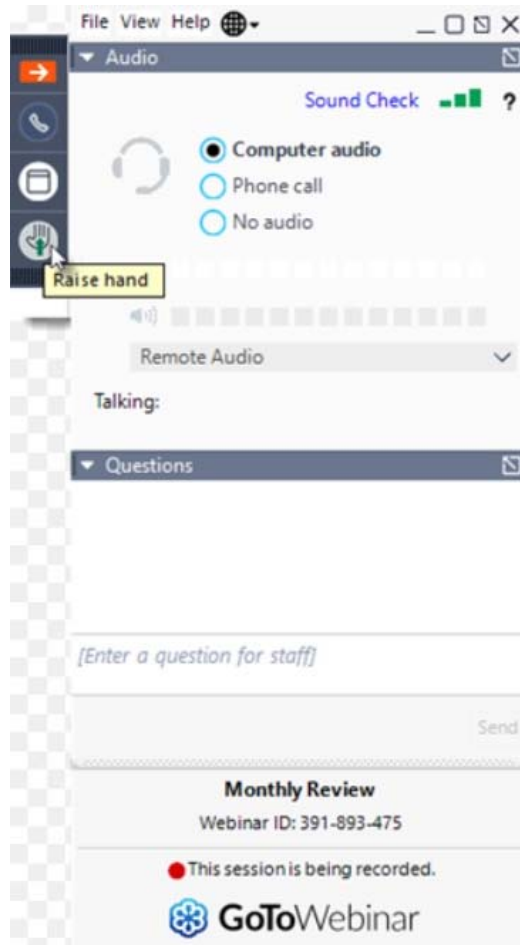 File View Help
Audio
Sound Check ?
Computer audio
Phone call
No audio
Raise hand
Remote Audio
Talking:
Questions
[Enter a question for staff]
Send
Monthly Review
Webinar ID: 391-893-475
This session is being recorded.
GoToWebinar